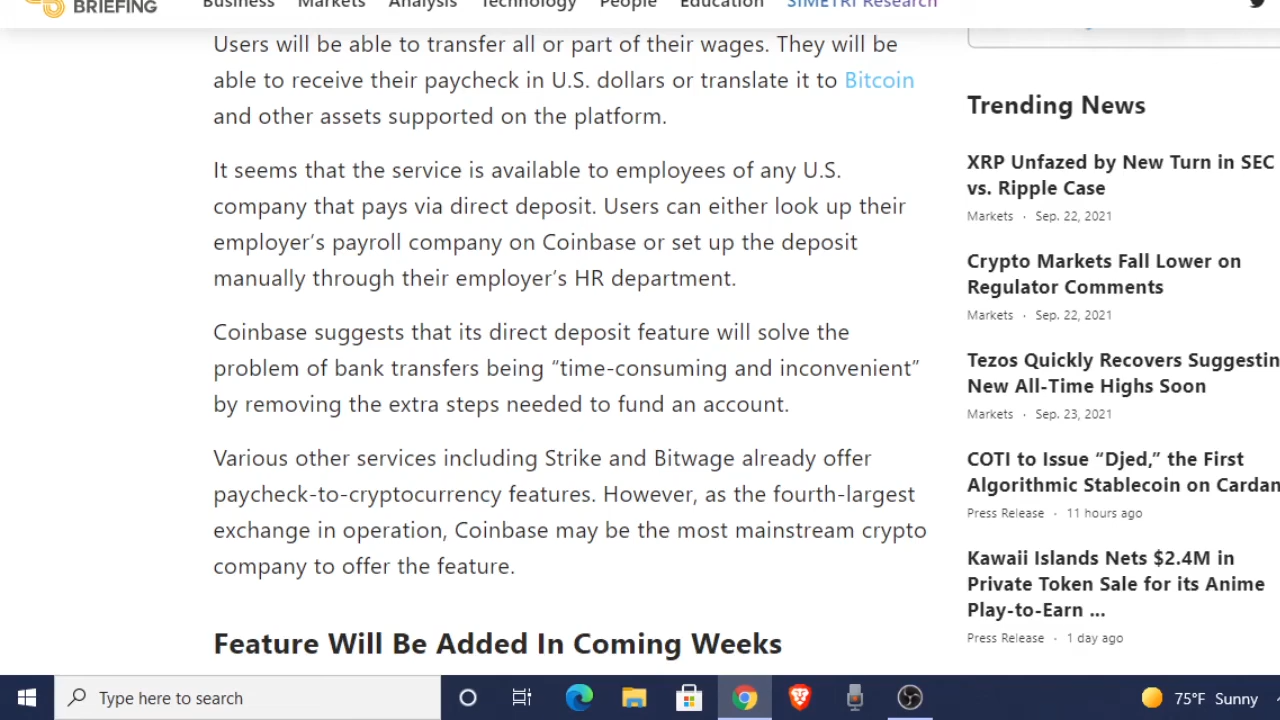 BRIEFING
Business Markets Analysis Technology People Education SIMETRI Research
Users will be able to transfer all or part of their wages. They will be
able to receive their paycheck in U.S. dollars or translate it to Bitcoin
and other assets supported on the platform.
It seems that the service is available to employees of any U.S.
company that pays via direct deposit. Users can either look up their
employer’s payroll company on Coinbase or set up the deposit
manually through their employer’s HR department.
Coinbase suggests that its direct deposit feature will solve the
problem of bank transfers being “time-consuming and inconvenient”
by removing the extra steps needed to fund an account.
Various other services including Strike and Bitwage already offer
paycheck-to-cryptocurrency features. However, as the fourth-largest
exchange in operation, Coinbase may be the most mainstream crypto
company to offer the feature.
Feature Will Be Added In Coming Weeks
Trending News
XRP Unfazed by New Turn in SEC
vs. Ripple Case
Markets · Sep. 22, 2021
Crypto Markets Fall Lower on
Regulator Comments
Markets · Sep. 22, 2021
Tezos Quickly Recovers Suggestin
New All-Time Highs Soon
Markets · Sep. 23, 2021
COTI to Issue “Djed,” the First
Algorithmic Stablecoin on Cardan
Press Release · 11 hours ago
Kawaii Islands Nets $2.4M in
Private Token Sale for its Anime
Play-to-Earn ...
Press Release · 1 day ago
Type here to search
75°F Sunny